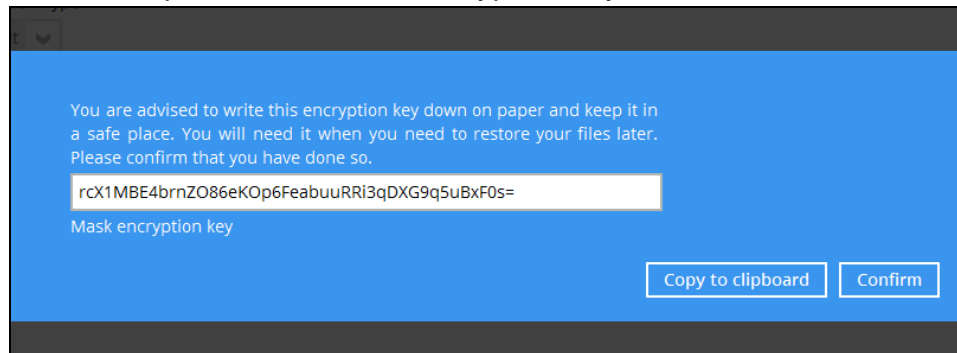 You are advised to write this encryption key down on paper and keep it in
a safe place. You will need it when you need to restore your files later.
Please confirm that you have done so.
rcX1MBE4brnZO86eKOp6FeabuuRRi3qDXG9q5uBxF0s=
Mask encryption key
Copy to clipboard Confirm